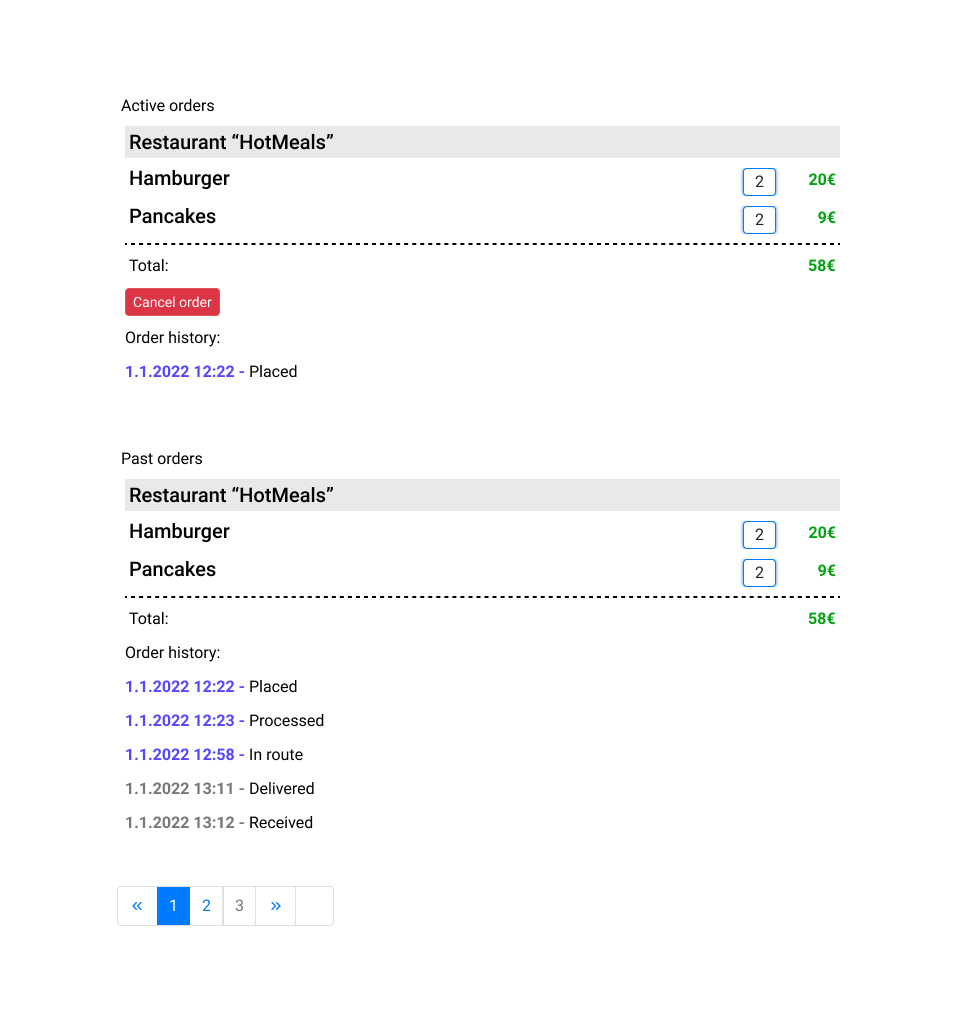 Active orders
Restaurant “HotMeals”
Hamburger 2 20€
Pancakes 2 9€
Total: 58€
Cancel order
Order history:
1.1.2022 12:22 - Placed
Past orders
Restaurant “HotMeals”
Hamburger 2 20€
Pancakes 2 9€
Total: 58€
Order history:
1.1.2022 12:22 - Placed
1.1.2022 12:23 - Processed
1.1.2022 12:58 - In route
1.1.2022 13:11 - Delivered
1.1.2022 13:12 - Received
« 1 2 3 »